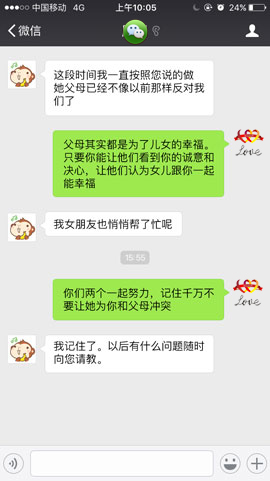 中国移动 4G 上午10:05 24%
微信
这段时间我一直按照您说的做
她父母已经不像以前那样反对我
们了
父母其实都是为了儿女的幸福。
只要你能让他们看到你的诚意和
决心，让他们认为女儿跟你一起
能幸福
Love
我女朋友也悄悄帮了忙呢
15:55
你们两个一起努力，记住千万不
要让她为你和父母冲突
Love
我记住了。以后有什么问题随时
向您请教。